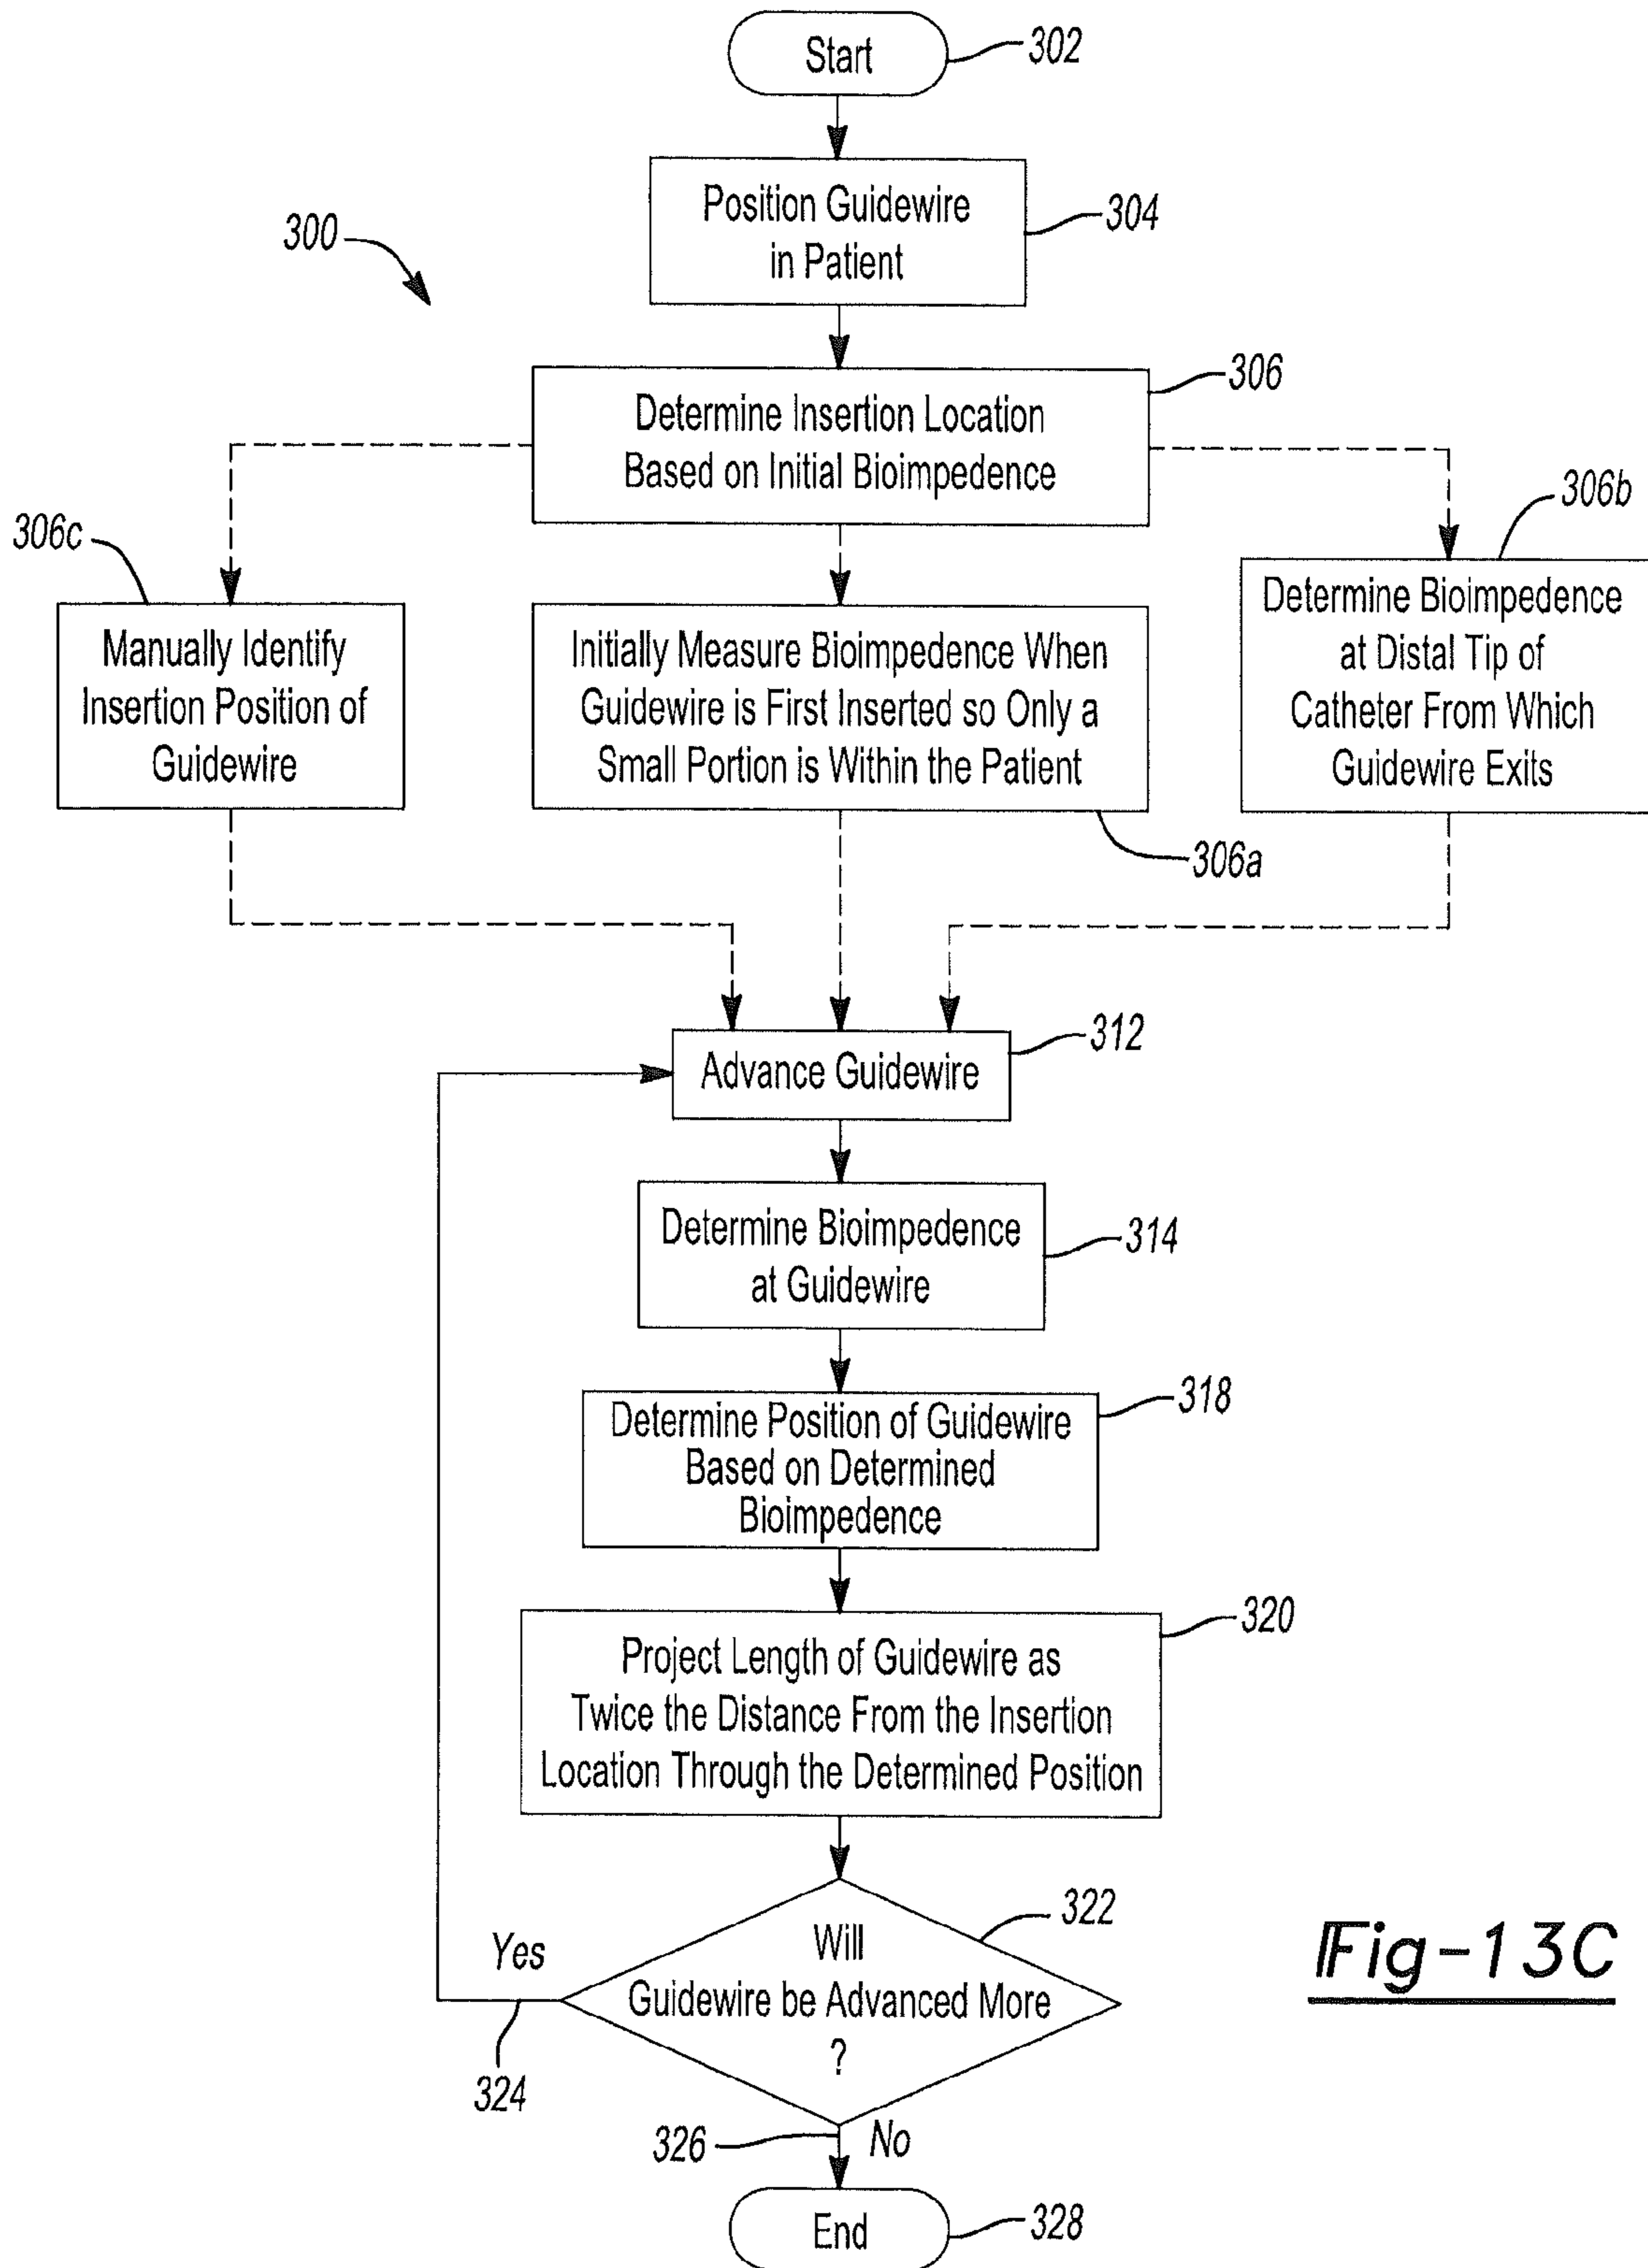 Start
302
Position Guidewire
in Patient
304
300
306
Determine Insertion Location
Based on Initial Bioimpedence
306c
306b
Manually Identify
Insertion Position of
Guidewire
Initially Measure Bioimpedence When
Guidewire is First Inserted so Only a
Small Portion is Within the Patient
306a
Determine Bioimpedence
at Distal Tip of
Catheter From Which
Guidewire Exits
312
Advance Guidewire
Determine Bioimpedence
at Guidewire
314
318
Determine Position of Guidewire
Based on Determined
Bioimpedence
320
Project Length of Guidewire as
Twice the Distance From the Insertion
Location Through the Determined Position
322
Will
Guidewire be Advanced More
?
Yes
324
326
No
End
328
Fig-13C